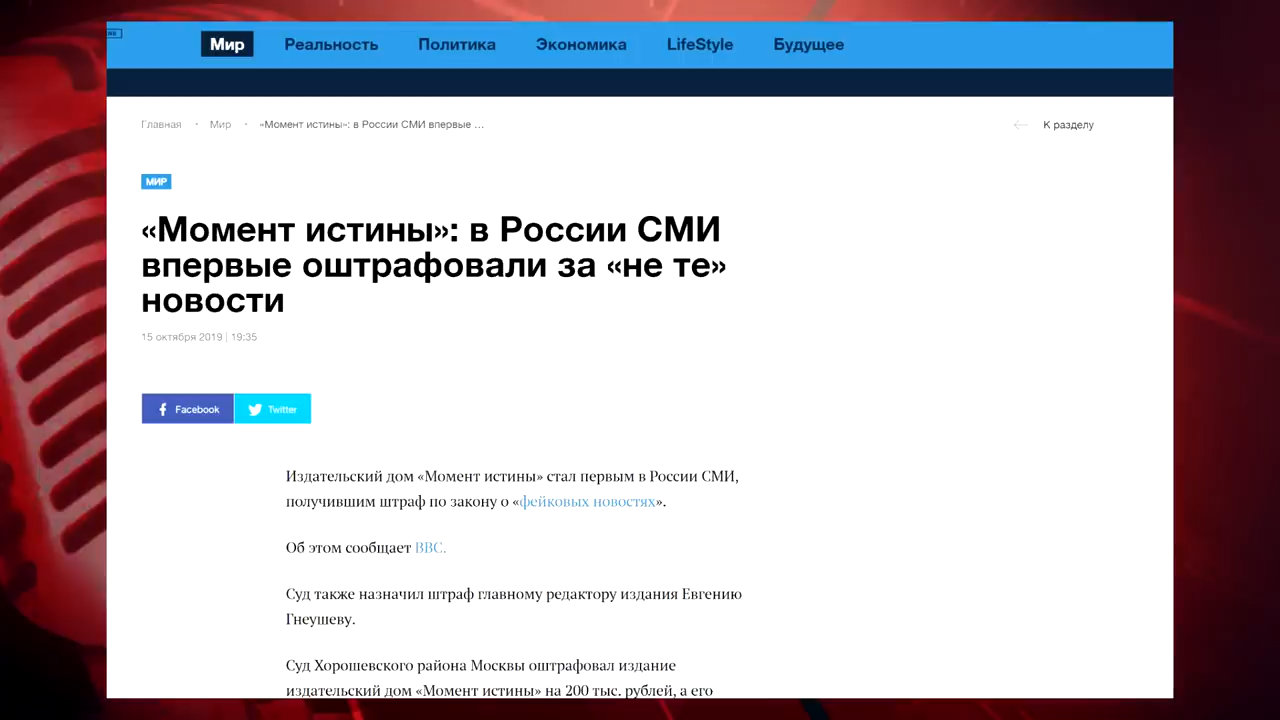 Мир Реальность Политика Экономика LifeStyle Будущее
Главная • Мир • «Момент истины»: в России СМИ впервые ...
К разделу
МИР
«Момент истины»: в России СМИ
впервые оштрафовали за «не те»
новости
15 октября 2019 | 19:35
Facebook Twitter
Издательский дом «Момент истины» стал первым в России СМИ,
получившим штраф по закону о «фейковых новостях».
Об этом сообщает BBC.
Суд также назначил штраф главному редактору издания Евгению
Гнеушеву.
Суд Хорошевского района Москвы оштрафовал издание
издательский дом «Момент истины» на 200 тыс. рублей, а его